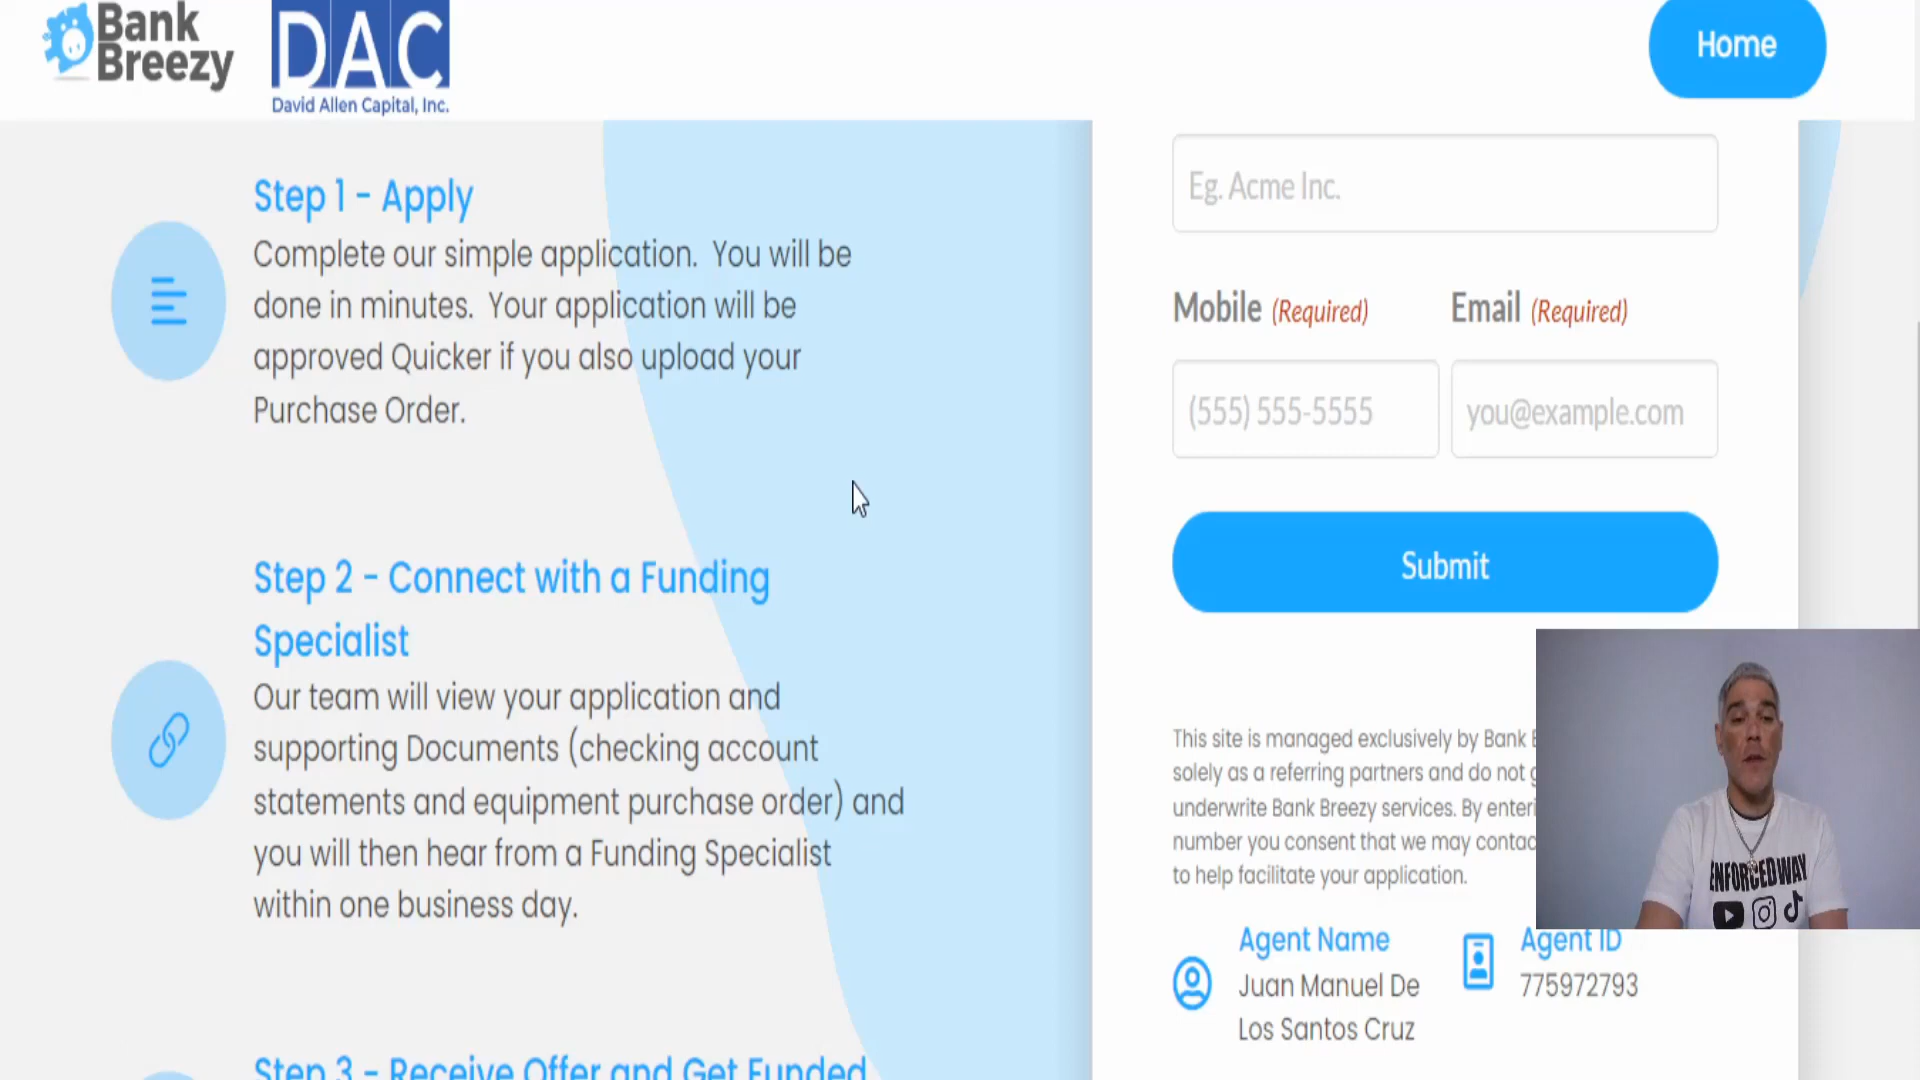 Bank
Breezy
DAC
David Allen Capital, Inc.
Home
Step 1 - Apply
Complete our simple application. You will be
done in minutes. Your application will be
approved Quicker if you also upload your
Purchase Order.
Step 2 - Connect with a Funding
Specialist
Our team will view your application and
supporting Documents (checking account
statements and equipment purchase order) and
you will then hear from a Funding Specialist
within one business day.
Step 3 - Receive Offer and Get Funded
Eg. Acme Inc.
Mobile (Required) Email (Required)
(555) 555-5555 you@example.com
Submit
This site is managed exclusively by Bank
solely as a referring partners and do not
underwrite Bank Breezy services. By
number you consent that we may
to help facilitate your application.
ENFORCEDWAY
Agent Name
Juan Manuel De
Los Santos Cruz
Agent ID
775972793